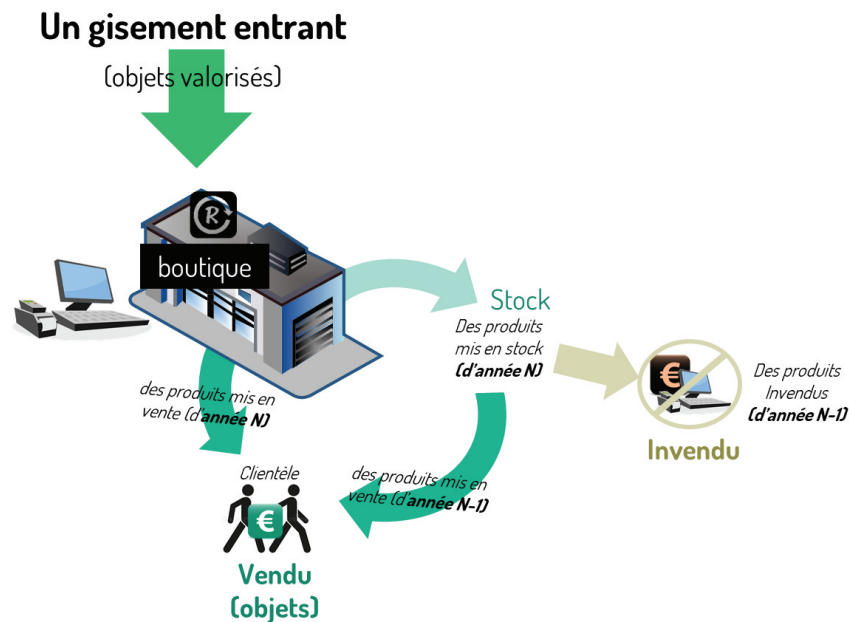 Un gisement entrant
(objets valorisés)
R
boutique
Stock
Des produits
mis en stock
(d'année N)
€
Des produits
Invendus
(d'année N-1)
Invendu
des produits mis en
vente (d'année N)
Clientèle
des produits mis en
vente (d'année N-1)
€
Vendu
(objets)